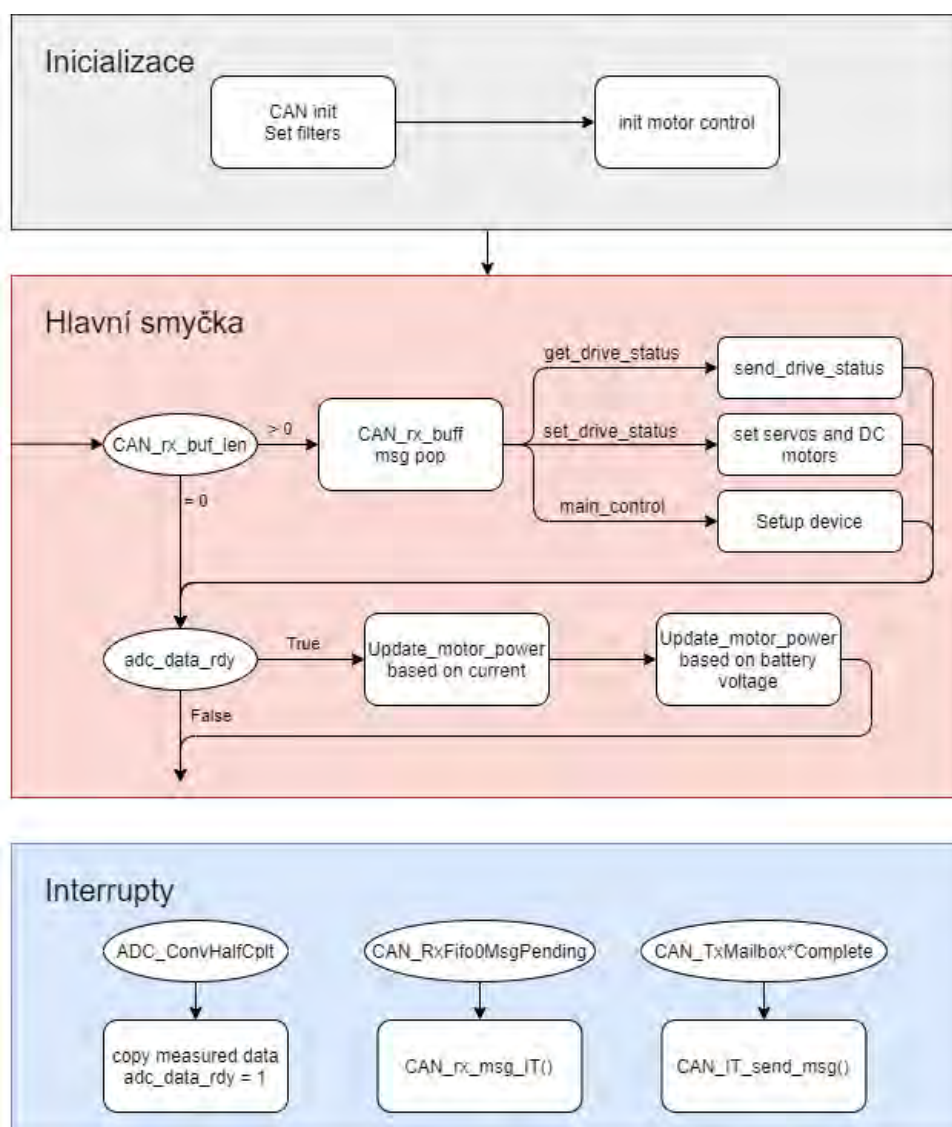 Inicializace
CAN init
Set filters
init motor control
Hlavní smyčka
get_drive_status
send_drive_status
CAN_rx_buf_len
> 0
CAN_rx_buff
msg pop
set_drive_status
set servos and DC
motors
= 0
main_control
Setup device
adc_data_rdy
True
Update_motor_power
based on current
Update_motor_power
based on battery
voltage
False
Interrupty
ADC_ConvHalfCplt
CAN_RxFifo0MsgPending
CAN_TxMailbox*Complete
copy measured data
adc_data_rdy = 1
CAN_rx_msg_IT()
CAN_IT_send_msg()